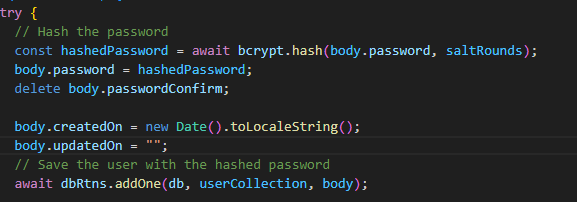 try {
// Hash the password
const hashedPassword = await bcrypt.hash(body.password, saltRounds);
body.password = hashedPassword;
delete body.passwordConfirm;
body.createdOn = new Date().toLocaleString();
body.updatedOn = "";
// Save the user with the hashed password
await dbRtns.addOne(db, userCollection, body);